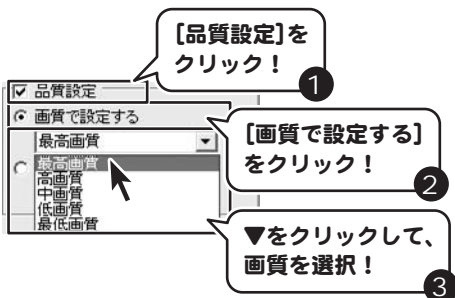 [品質設定]を
クリック！
1
品質設定
画質で設定する
最高画質
最高画質
高画質
中画質
低画質
最低画質
[画質で設定する]
をクリック！
2
▼をクリックして、
画質を選択！
3